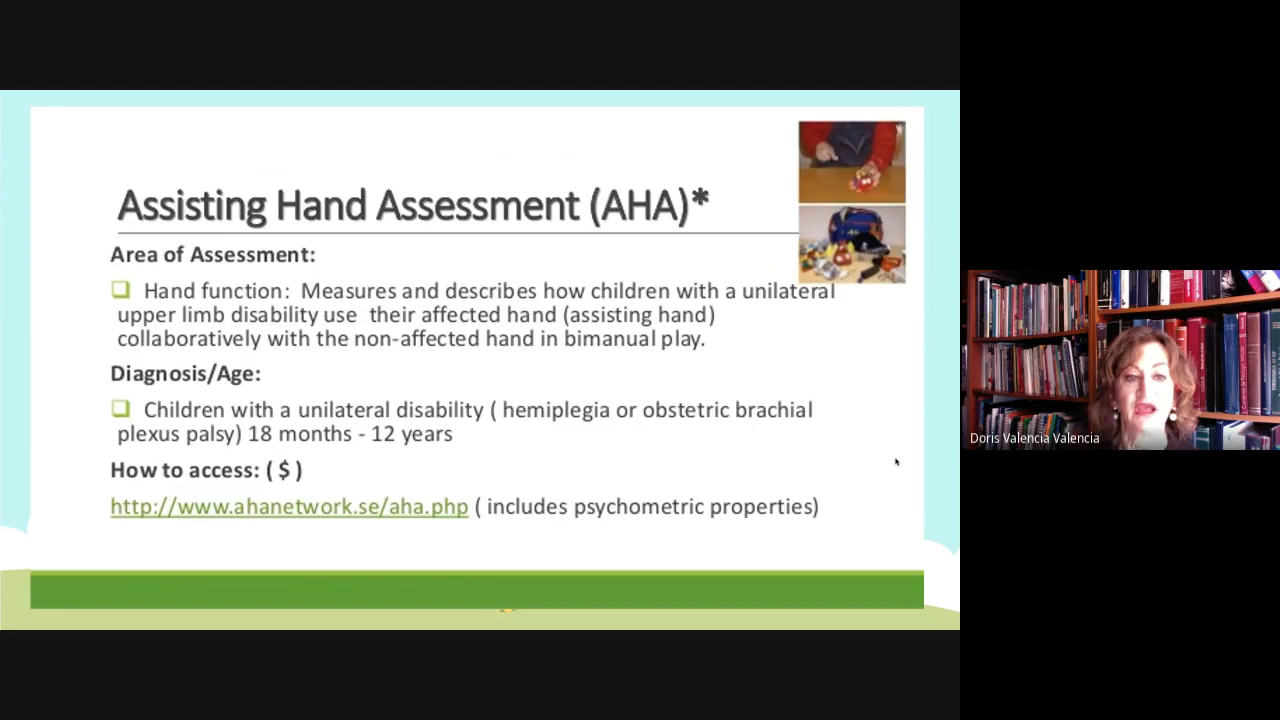 Assisting Hand Assessment (AHA)*
Area of Assessment:
Hand function: Measures and describes how children with a unilateral
upper limb disability use their affected hand (assisting hand)
collaboratively with the non-affected hand in bimanual play.
Diagnosis/Age:
Children with a unilateral disability ( hemiplegia or obstetric brachial
plexus palsy) 18 months - 12 years
How to access: ( $ )
http://www.ahanetwork.se/aha.php ( includes psychometric properties)
Doris Valencia Valencia